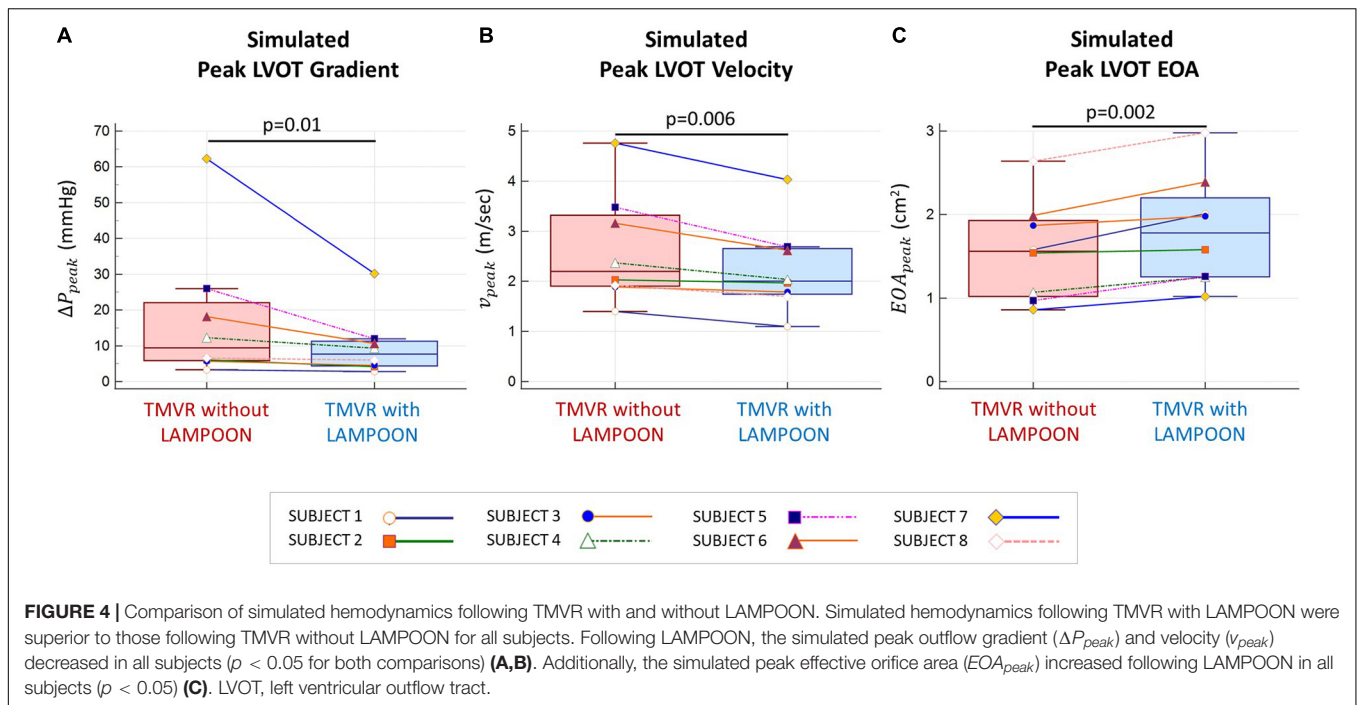 A
Simulated
Peak LVOT Gradient
p=0.01
70
60
50
40
30
20
10
0
ΔP_peak (mmHg)
TMVR without
LAMPOON
TMVR with
LAMPOON
B
Simulated
Peak LVOT Velocity
p=0.006
5
4
3
2
1
0
v_peak (m/sec)
TMVR without
LAMPOON
TMVR with
LAMPOON
C
Simulated
Peak LVOT EOA
p=0.002
3
2
1
0
EOA_peak (cm²)
TMVR without
LAMPOON
TMVR with
LAMPOON
SUBJECT 1 SUBJECT 3 SUBJECT 5 SUBJECT 7
SUBJECT 2 SUBJECT 4 SUBJECT 6 SUBJECT 8
FIGURE 4 | Comparison of simulated hemodynamics following TMVR with and without LAMPOON. Simulated hemodynamics following TMVR with LAMPOON were
superior to those following TMVR without LAMPOON for all subjects. Following LAMPOON, the simulated peak outflow gradient (ΔP_peak) and velocity (v_peak)
decreased in all subjects (p < 0.05 for both comparisons) (A,B). Additionally, the simulated peak effective orifice area (EOA_peak) increased following LAMPOON in all
subjects (p < 0.05) (C). LVOT, left ventricular outflow tract.